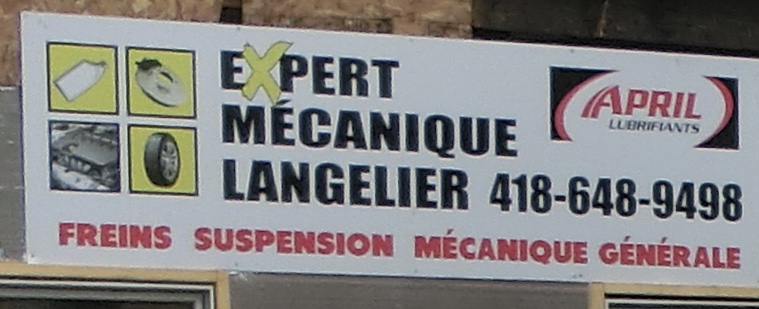 EXPERT
MÉCANIQUE
LANGELIER 418-648-9498
APRIL
LUBRIFIANTS
FREINS SUSPENSION MÉCANIQUE GÉNÉRALE